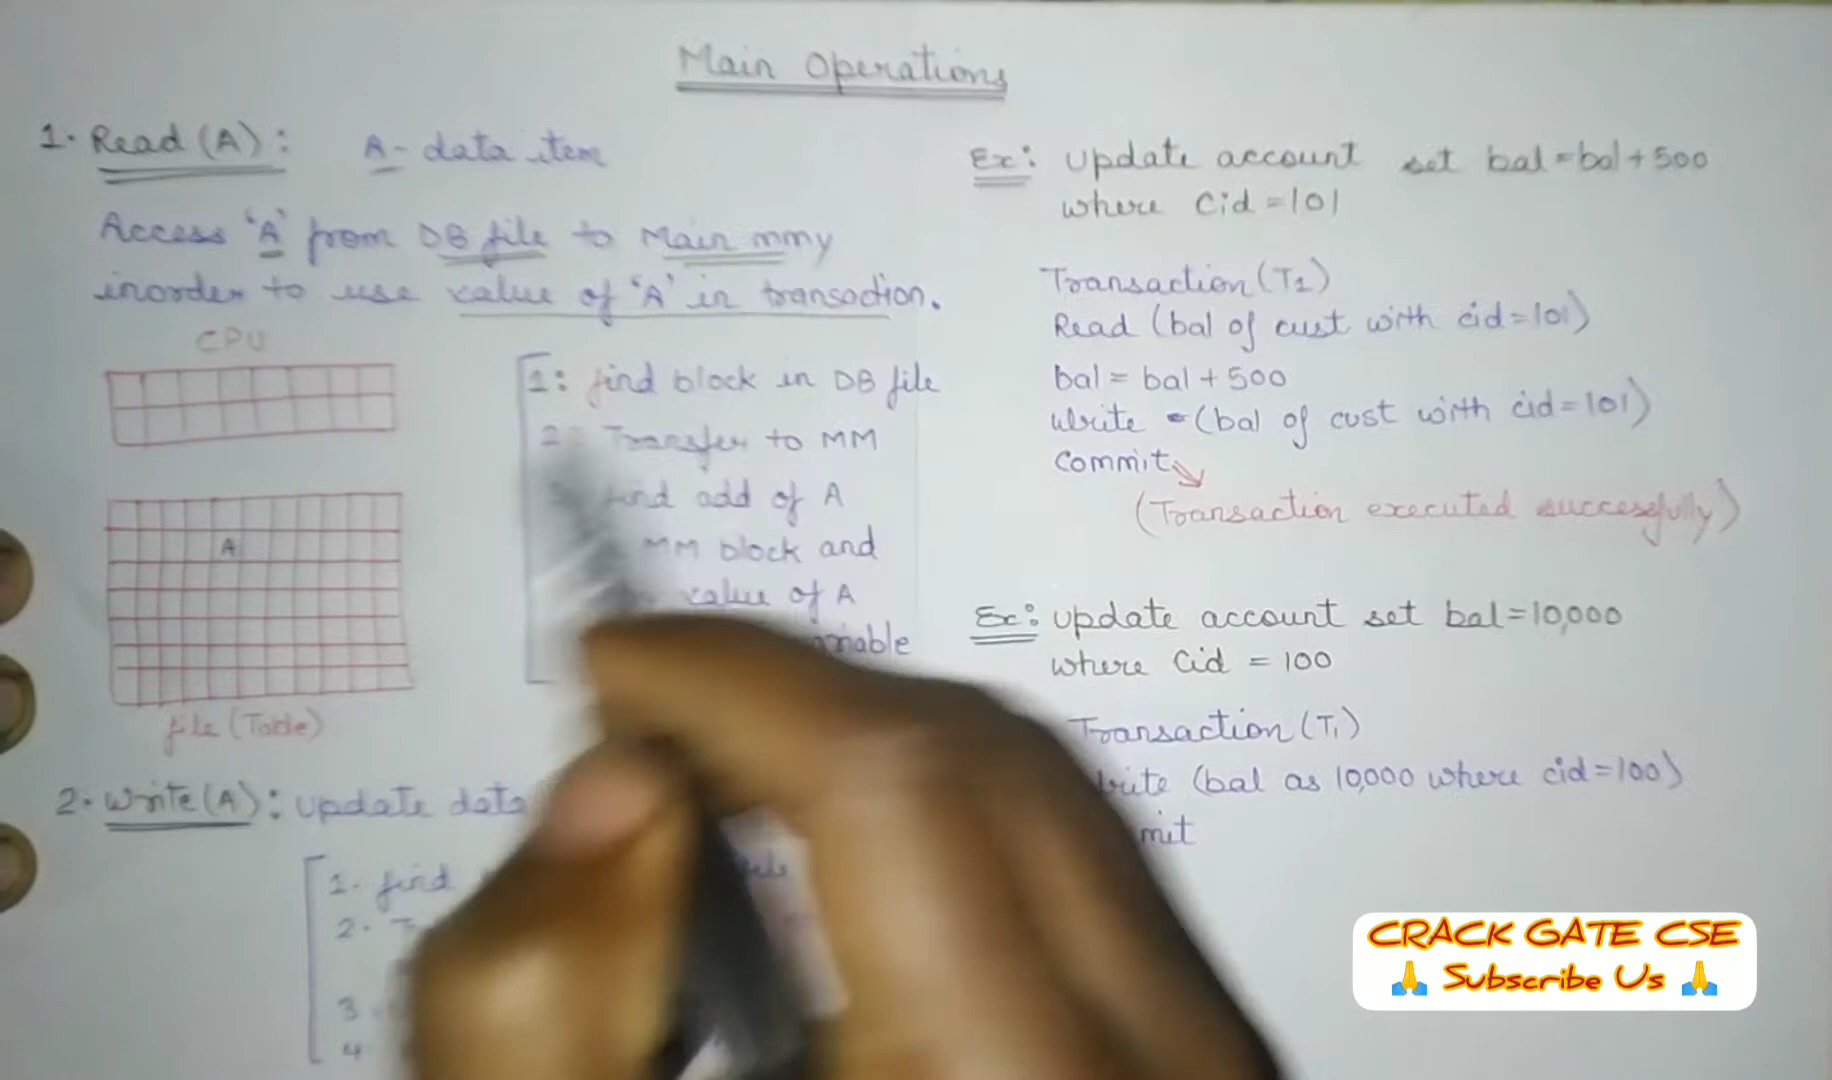 Main Operations
1. Read (A): A - data item
Access 'A' from DB file to Main mmy
inorder to use value of 'A' in transaction.
CPU
A
file (Table)
1: find block in DB file
2: Transfer to MM
find add of A
MM block and
value of A
2. Write (A): update data
1. find
2.
3
4
Ex: update account set bal=bal+500
where Cid =101
Transaction (T1)
Read (bal of cust with cid=101)
bal = bal + 500
Write (bal of cust with cid=101)
Commit
(Transaction executed successfully)
Ex: update account set bal=10,000
where Cid = 100
Transaction (T1)
(bal as 10,000 where cid=100)
CRACK GATE CSE
🙏 Subscribe Us 🙏